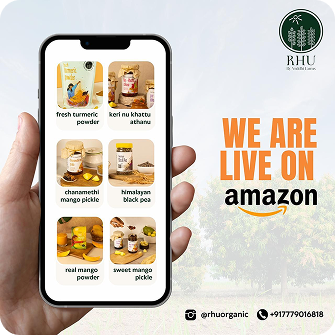 RHU
WE ARE
LIVE ON
amazon
fresh turmeric
powder
keri nu khattu
athanu
chanamethi
mango pickle
himalayan
black pea
real mango
powder
sweet mango
pickle
@rhuorganic
+917779016818